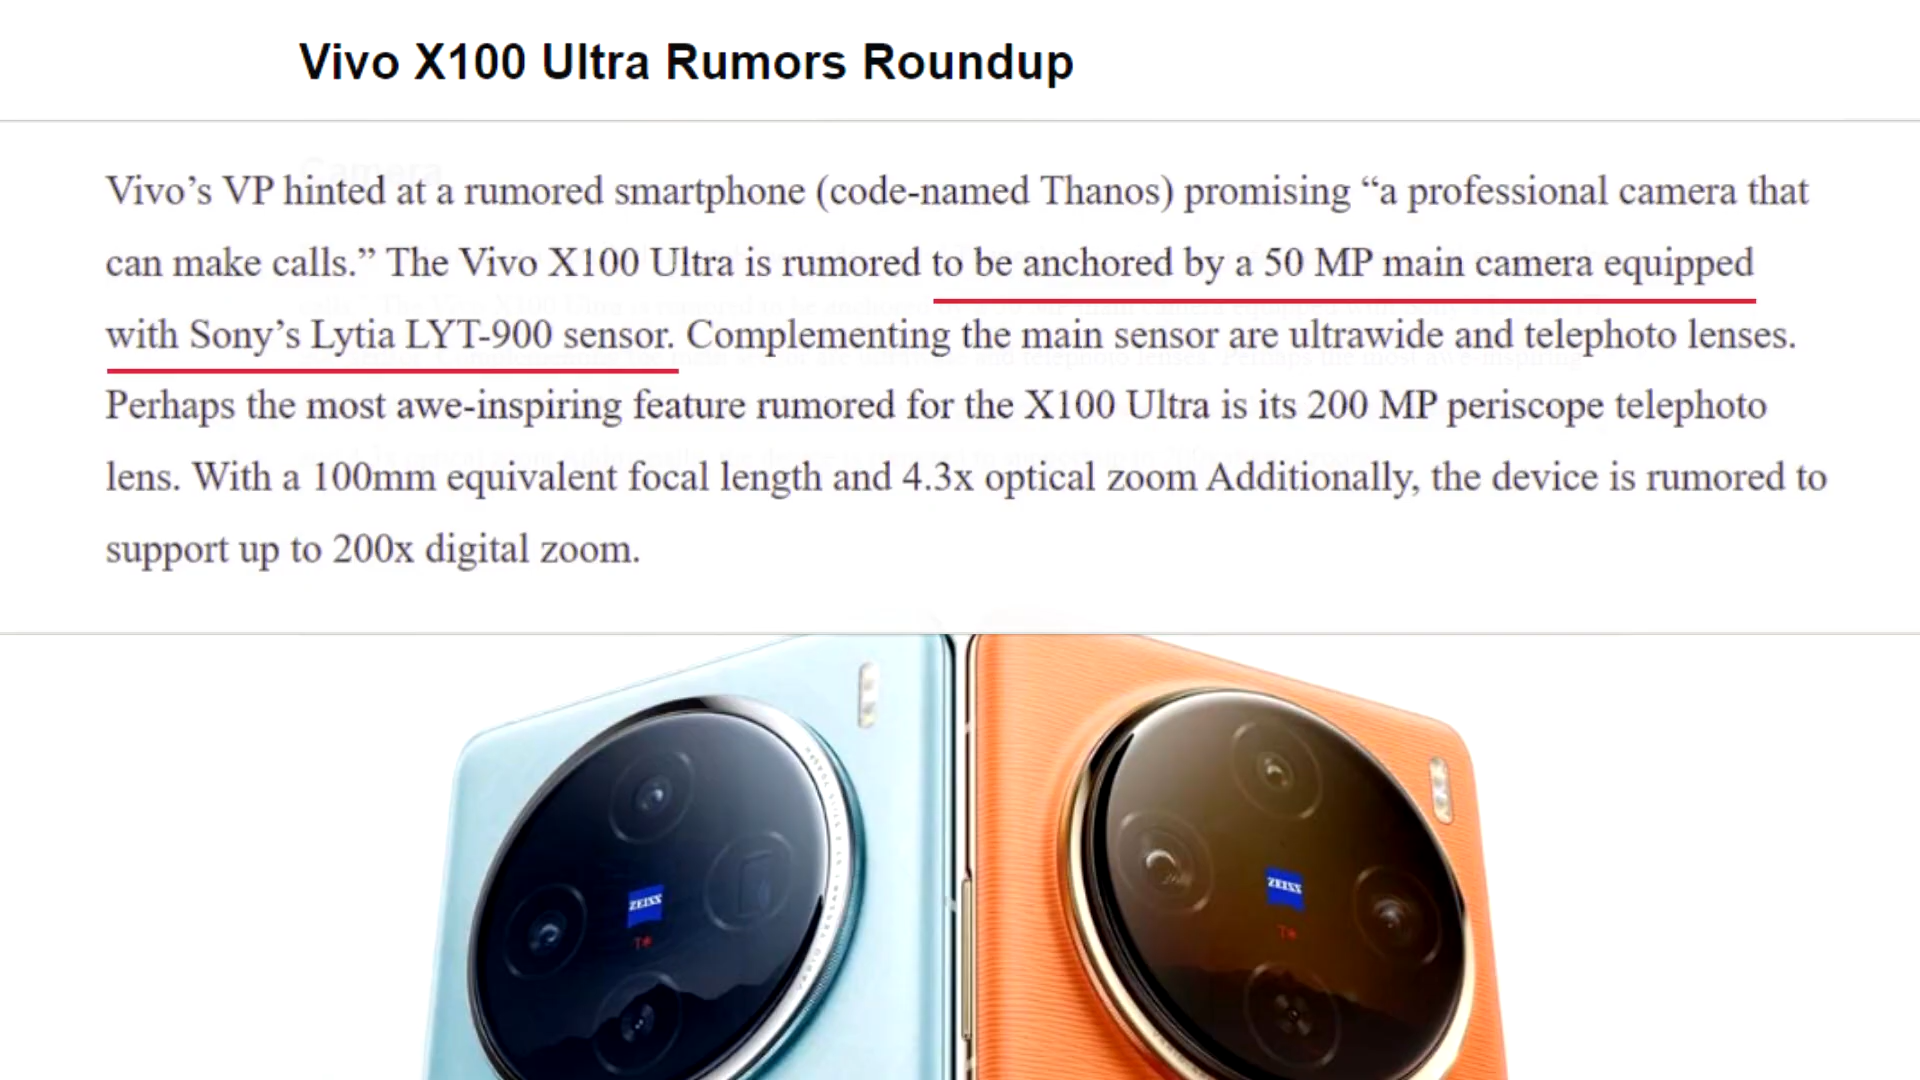 Vivo X100 Ultra Rumors Roundup
Camera
Vivo’s VP hinted at a rumored smartphone (code-named Thanos) promising “a professional camera that
can make calls.” The Vivo X100 Ultra is rumored to be anchored by a 50 MP main camera equipped
with Sony’s Lytia LYT-900 sensor. Complementing the main sensor are ultrawide and telephoto lenses.
Perhaps the most awe-inspiring feature rumored for the X100 Ultra is its 200 MP periscope telephoto
lens. With a 100mm equivalent focal length and 4.3x optical zoom Additionally, the device is rumored to
support up to 200x digital zoom.
ZEISS
T*
ZEISS
T*